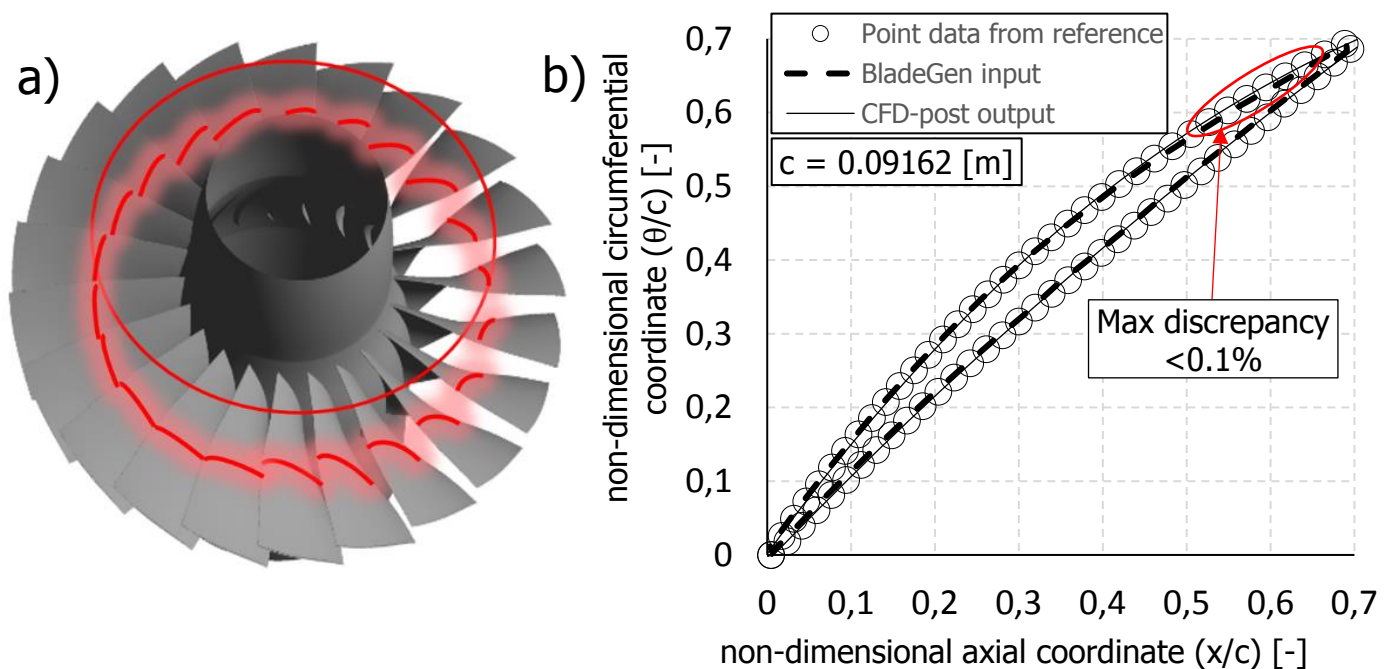 a)
b)
non-dimensional circumferential
coordinate (θ/c) [-]
0,7
0,6
0,5
0,4
0,3
0,2
0,1
0
Point data from reference
BladeGen input
CFD-post output
c = 0.09162 [m]
Max discrepancy
<0.1%
0 0,1 0,2 0,3 0,4 0,5 0,6 0,7
non-dimensional axial coordinate (x/c) [-]